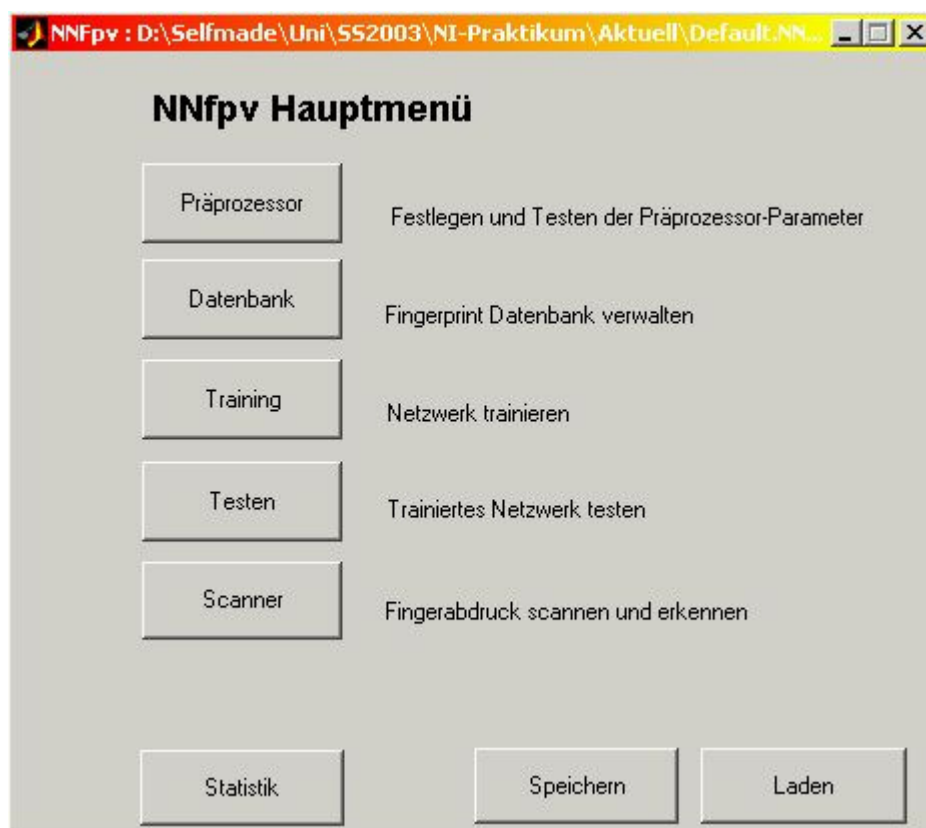 NNFpv : D:\Selfmade\Uni\SS2003\NI-Praktikum\Aktuell\Default.NN...
NNfpv Hauptmenü
Präprozessor
Festlegen und Testen der Präprozessor-Parameter
Datenbank
Fingerprint Datenbank verwalten
Training
Netzwerk trainieren
Testen
Trainiertes Netzwerk testen
Scanner
Fingerabdruck scannen und erkennen
Statistik
Speichern
Laden